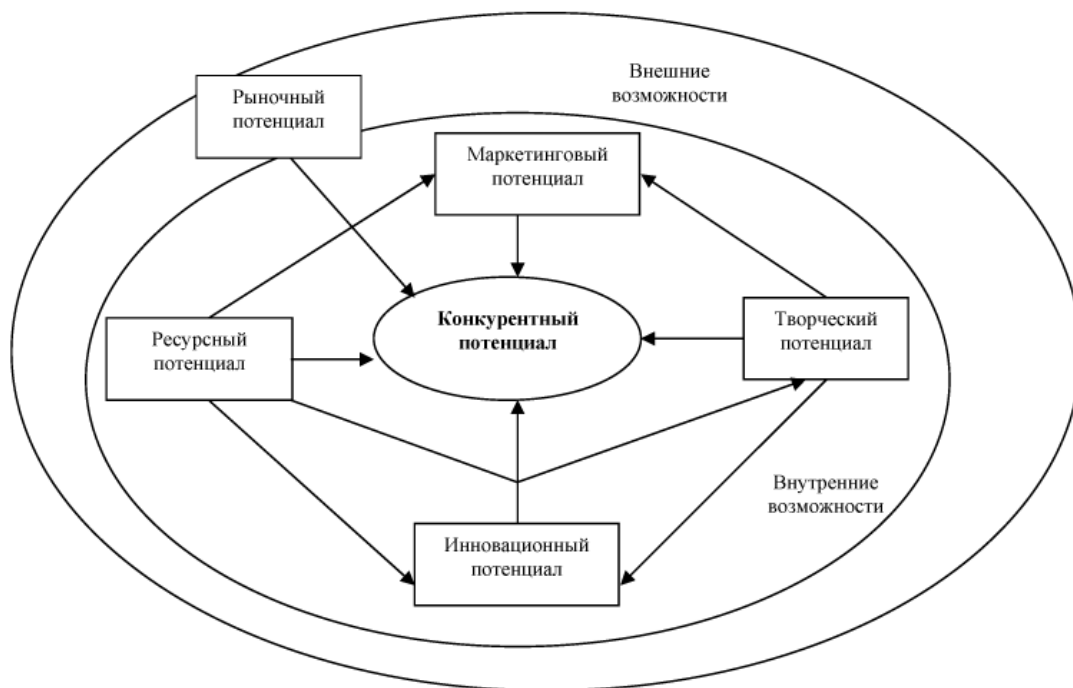 Внешние
возможности
Рыночный
потенциал
Маркетинговый
потенциал
Конкурентный
потенциал
Ресурсный
потенциал
Творческий
потенциал
Внутренние
возможности
Инновационный
потенциал